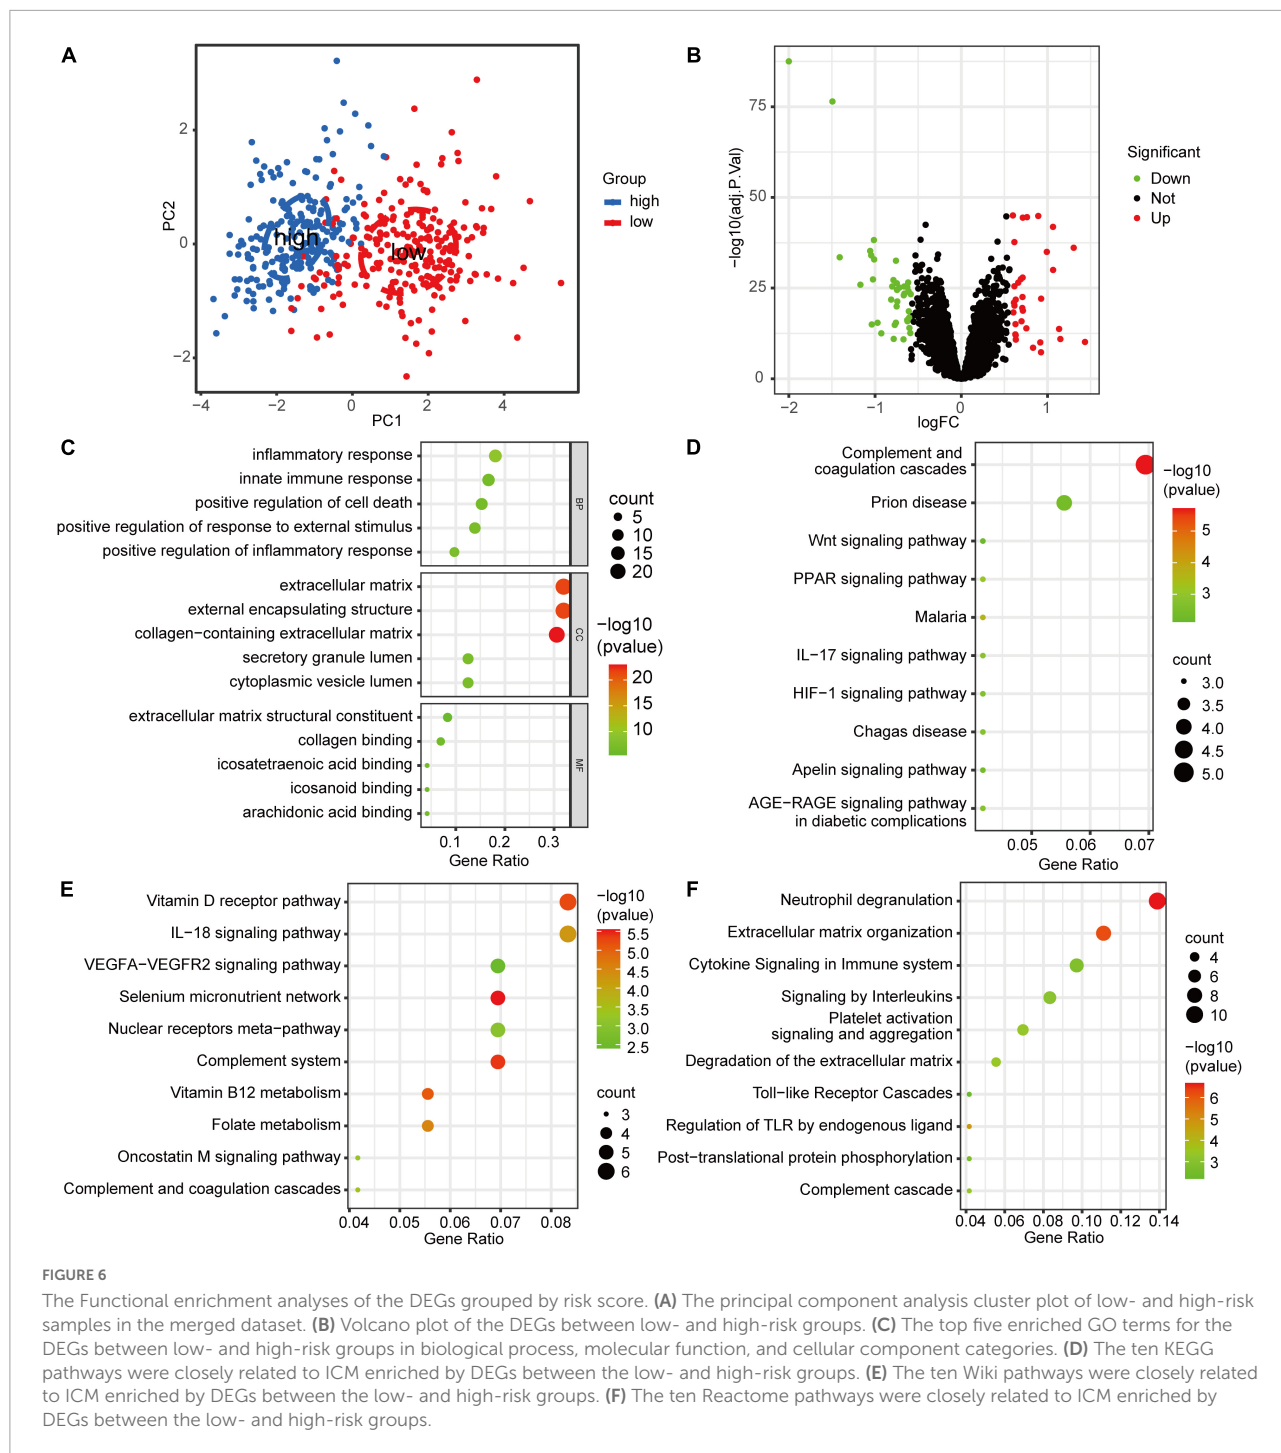 A
2
0
−2
PC2
−4
−2
0
2
4
PC1
high
low
Group
high
low
B
75
50
25
0
−log10(adj.P.Val)
−2
−1
0
1
logFC
Significant
Down
Not
Up
C
inflammatory response
innate immune response
positive regulation of cell death
positive regulation of response to external stimulus
positive regulation of inflammatory response
BP
extracellular matrix
external encapsulating structure
collagen−containing extracellular matrix
secretory granule lumen
cytoplasmic vesicle lumen
CC
extracellular matrix structural constituent
collagen binding
icosatetraenoic acid binding
icosanoid binding
arachidonic acid binding
MF
0.1
0.2
0.3
Gene Ratio
count
5
10
15
20
−log10
(pvalue)
20
15
10
D
Complement and
coagulation cascades
Prion disease
Wnt signaling pathway
PPAR signaling pathway
Malaria
IL−17 signaling pathway
HIF−1 signaling pathway
Chagas disease
Apelin signaling pathway
AGE−RAGE signaling pathway
in diabetic complications
0.05
0.06
0.07
Gene Ratio
−log10
(pvalue)
5
4
3
count
3.0
3.5
4.0
4.5
5.0
E
Vitamin D receptor pathway
IL−18 signaling pathway
VEGFA−VEGFR2 signaling pathway
Selenium micronutrient network
Nuclear receptors meta−pathway
Complement system
Vitamin B12 metabolism
Folate metabolism
Oncostatin M signaling pathway
Complement and coagulation cascades
0.04
0.05
0.06
0.07
0.08
Gene Ratio
−log10
(pvalue)
5.5
5.0
4.5
4.0
3.5
3.0
2.5
count
3
4
5
6
F
Neutrophil degranulation
Extracellular matrix organization
Cytokine Signaling in Immune system
Signaling by Interleukins
Platelet activation
signaling and aggregation
Degradation of the extracellular matrix
Toll−like Receptor Cascades
Regulation of TLR by endogenous ligand
Post−translational protein phosphorylation
Complement cascade
0.04
0.06
0.08
0.10
0.12
0.14
Gene Ratio
count
4
6
8
10
−log10
(pvalue)
6
5
4
3
FIGURE 6
The Functional enrichment analyses of the DEGs grouped by risk score. (A) The principal component analysis cluster plot of low- and high-risk
samples in the merged dataset. (B) Volcano plot of the DEGs between low- and high-risk groups. (C) The top five enriched GO terms for the
DEGs between low- and high-risk groups in biological process, molecular function, and cellular component categories. (D) The ten KEGG
pathways were closely related to ICM enriched by DEGs between the low- and high-risk groups. (E) The ten Wiki pathways were closely related
to ICM enriched by DEGs between the low- and high-risk groups. (F) The ten Reactome pathways were closely related to ICM enriched by
DEGs between the low- and high-risk groups.